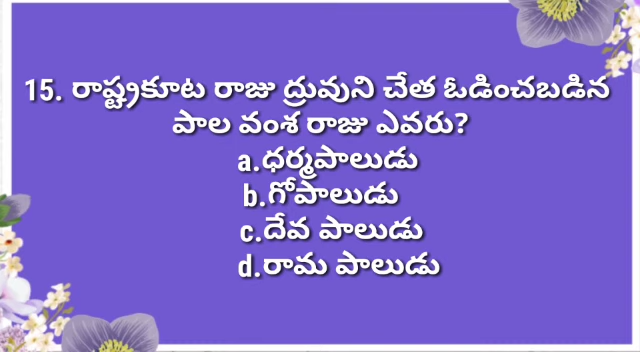 15. రాష్ట్రకూట రాజు ద్రువుని చేత ఓడించబడిన
పాల వంశ రాజు ఎవరు?
a.ధర్మపాలుడు
b.గోపాలుడు
c.దేవ పాలుడు
d.రామ పాలుడు